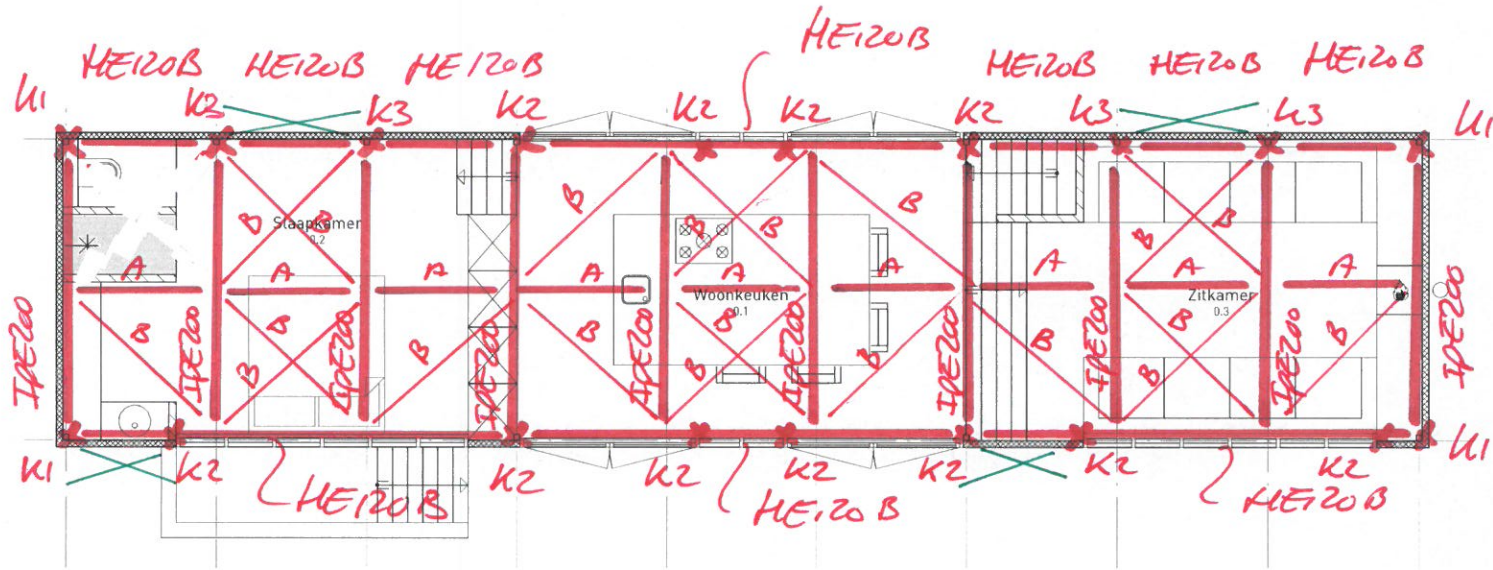 HE120B
HE120B HE120B HE120B HE120B HE120B HE120B
K1 K2 K3 K2 K2 K2 K2 K3 K3 K1
B B B B B B B B
Slaapkamer
0.2
A A A A A A A A
Woonkeuken
0.1
Zitkamer
0.3
B B B B B B B B B B B B
IPE200 IPE200 IPE200 IPE200 IPE200 IPE200 IPE200 IPE200 IPE200 IPE200
K1 K2 K2 K2 K2 K2 K2 K2 K1
HE120B HE120B HE120B